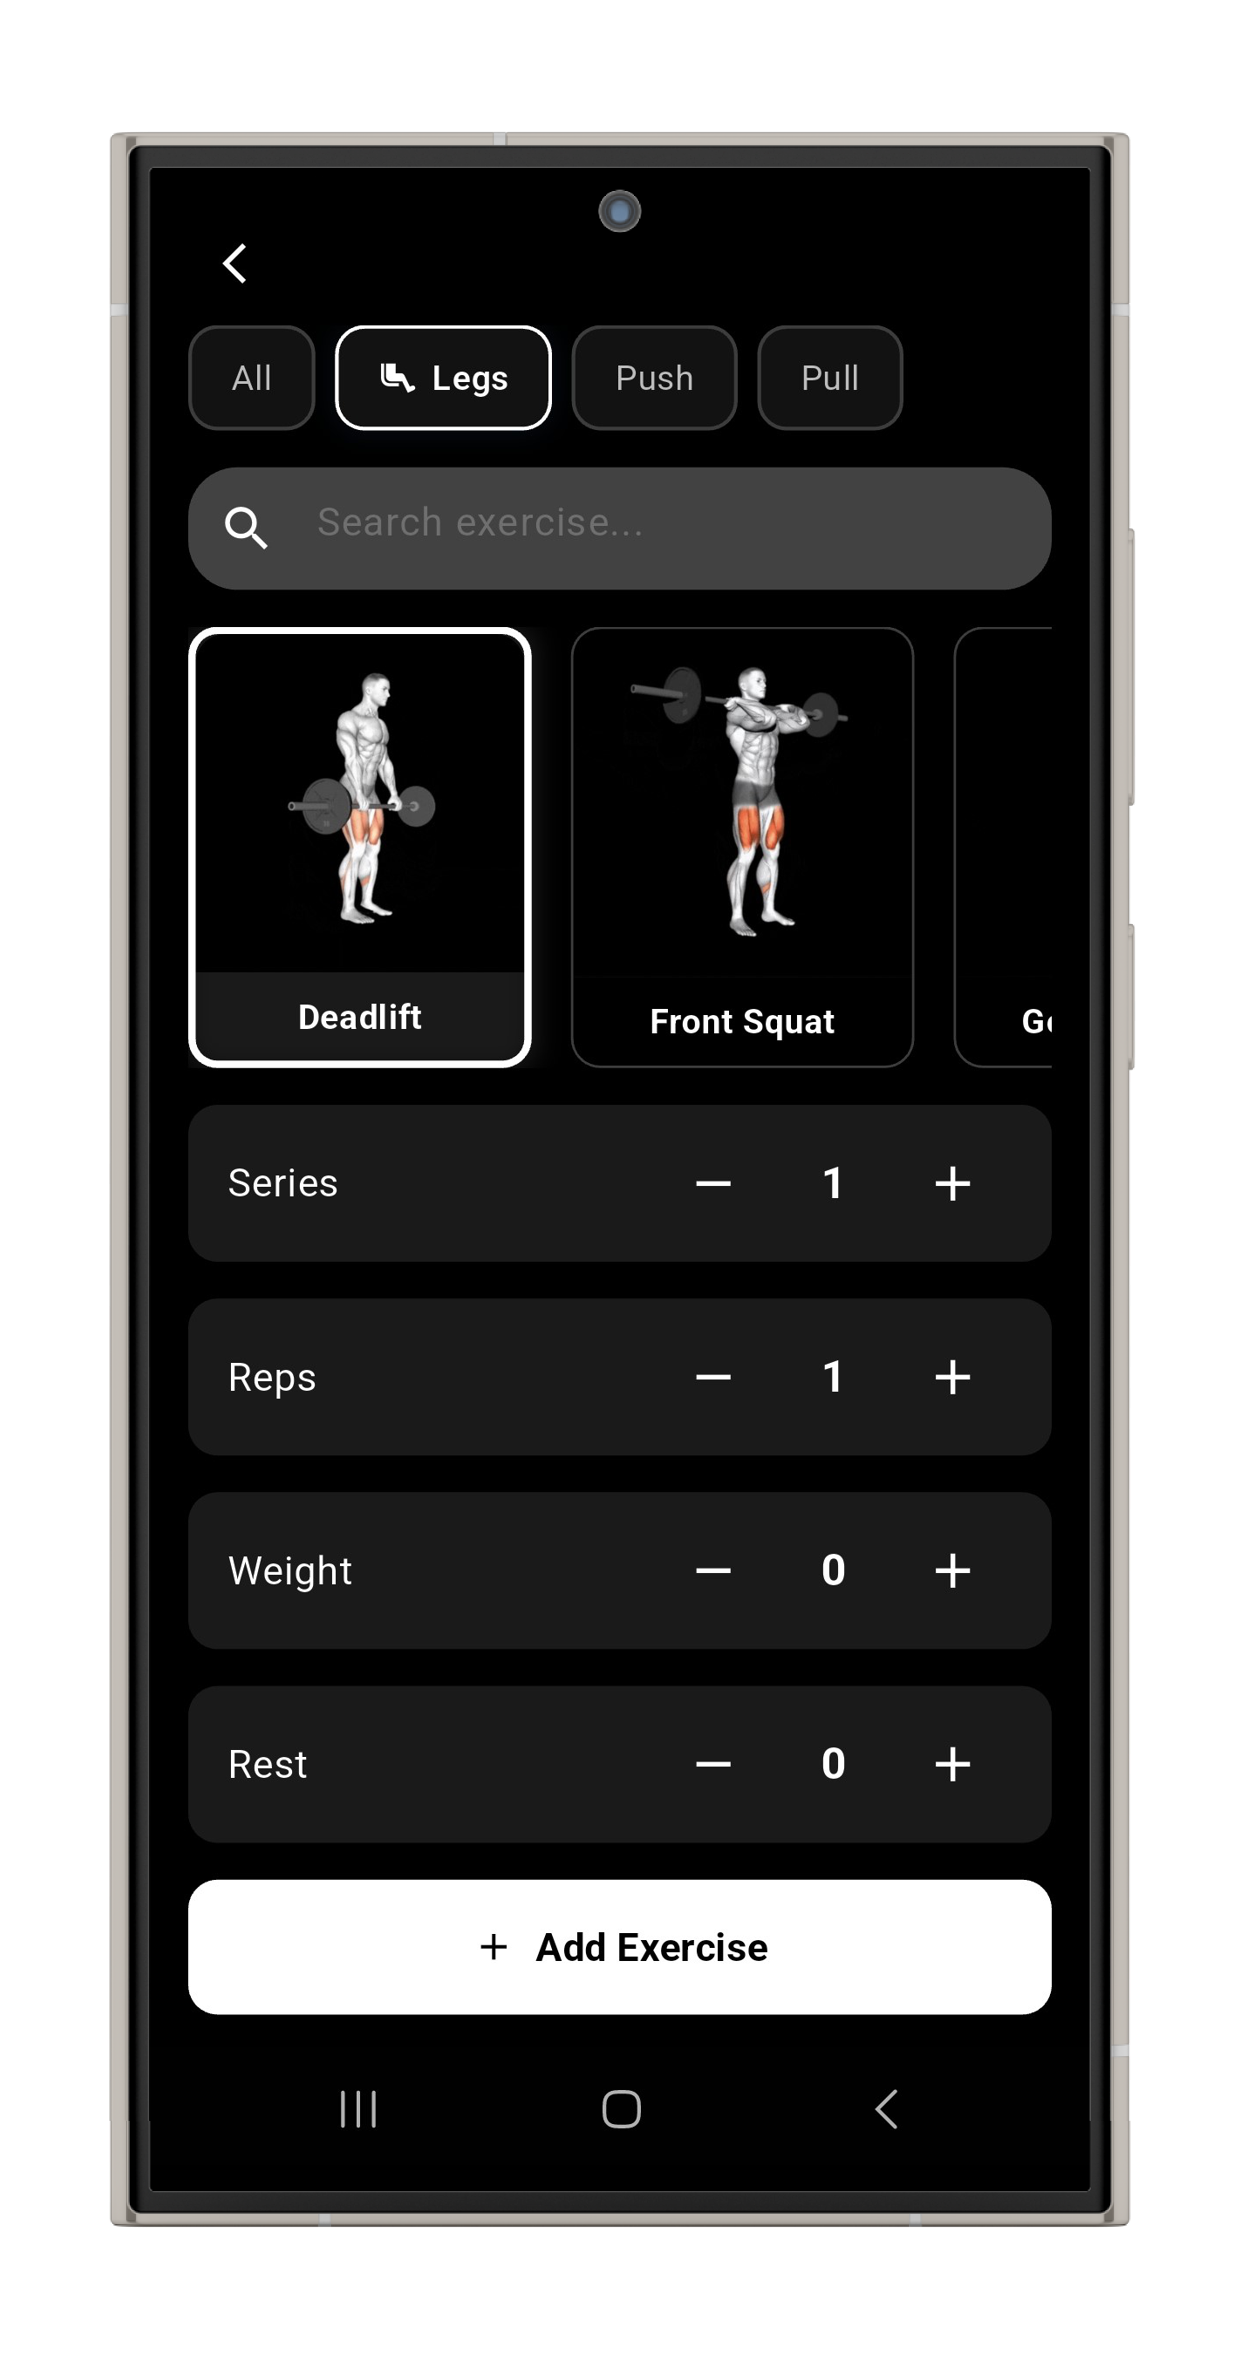 All
Legs
Push
Pull
Search exercise...
Deadlift
Front Squat
Series
1
Reps
1
Weight
0
Rest
0
Add Exercise